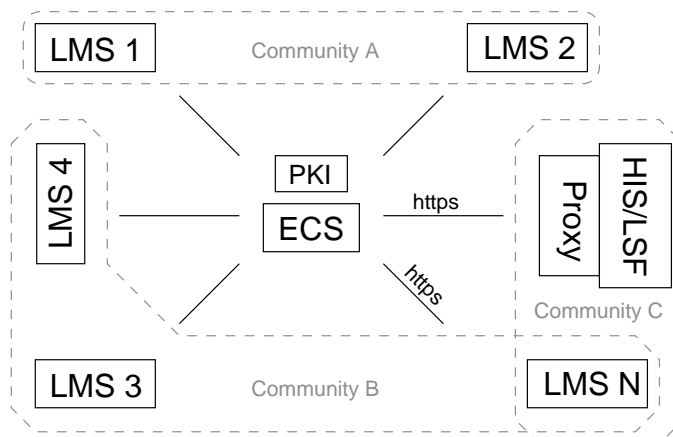 LMS 1
Community A
LMS 2
LMS 4
PKI
ECS
https
https
Proxy
HIS/LSF
Community C
LMS 3
Community B
LMS N